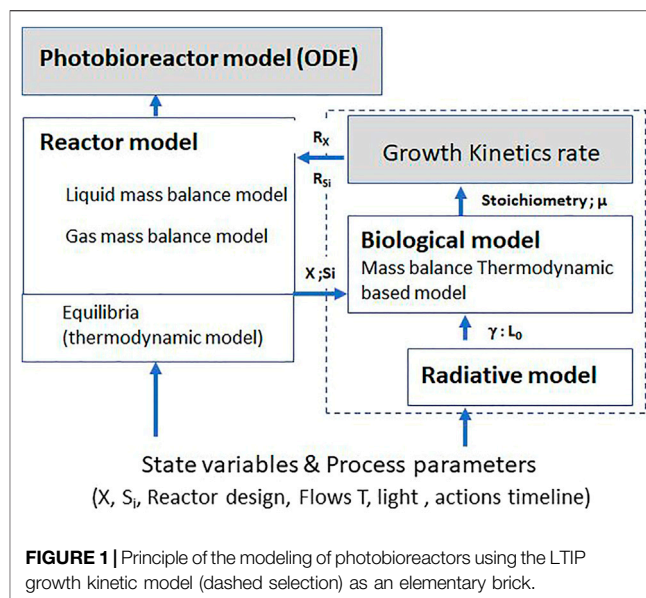 Photobioreactor model (ODE)
Reactor model
Liquid mass balance model
Gas mass balance model
Equilibria
(thermodynamic model)
R_X
R_Si
X ;Si
Growth Kinetics rate
Stoichiometry ; μ
Biological model
Mass balance Thermodynamic
based model
γ : L₀
Radiative model
State variables & Process parameters
(X, Sᵢ, Reactor design, Flows T, light , actions timeline)
FIGURE 1 | Principle of the modeling of photobioreactors using the LTIP
growth kinetic model (dashed selection) as an elementary brick.